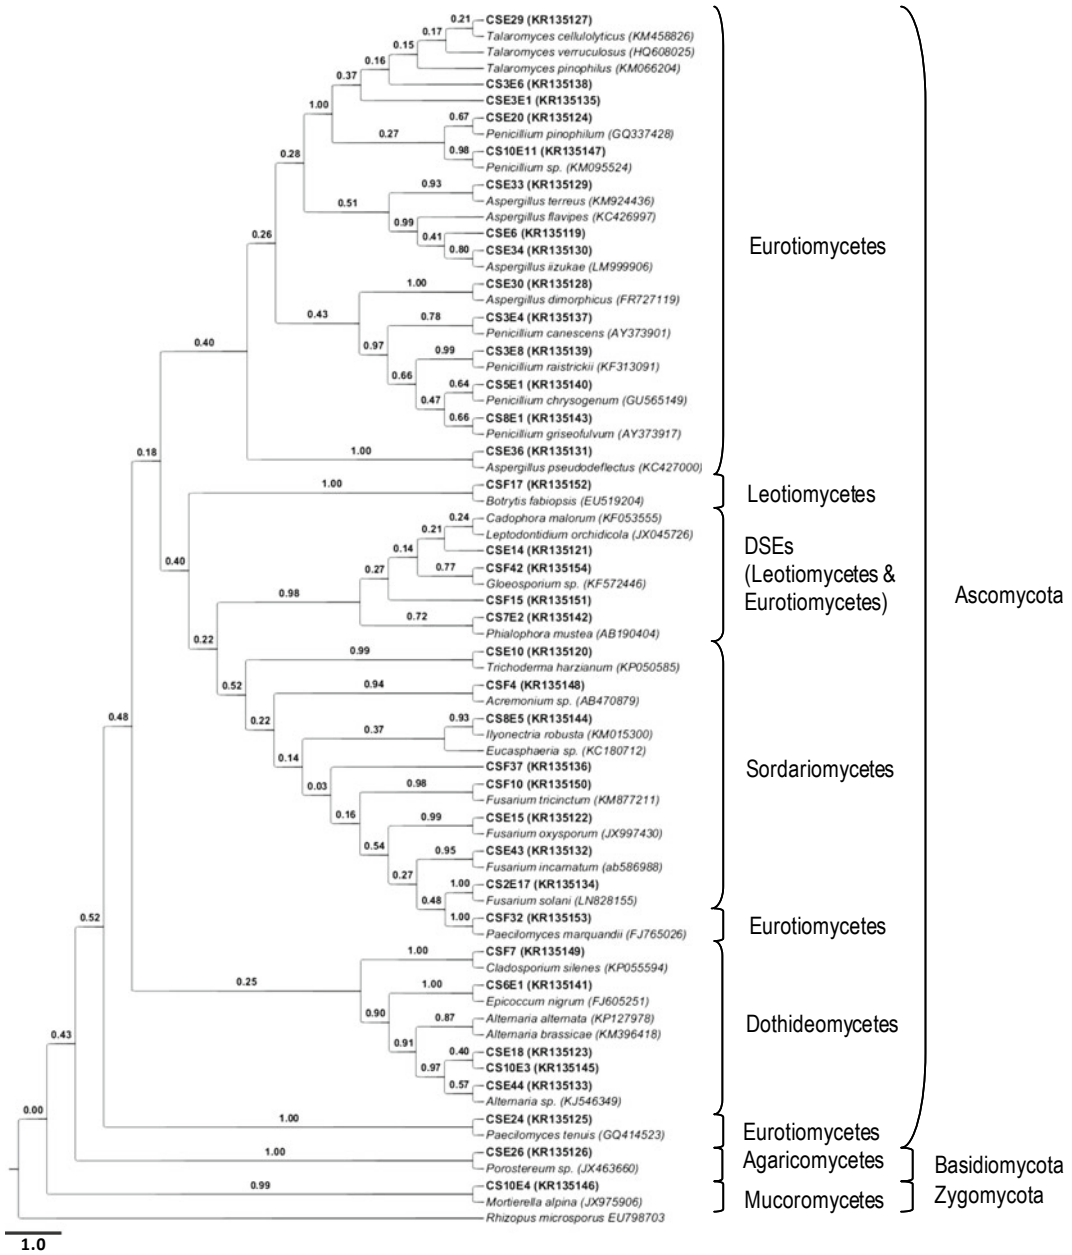 0.21
CSE29 (KR135127)
0.17
Talaromyces cellulolyticus (KM458826)
0.15
Talaromyces verruculosus (HQ608025)
0.16
Talaromyces pinophilus (KM066204)
0.37
CS3E6 (KR135138)
1.00
CSE3E1 (KR135135)
0.67
CSE20 (KR135124)
0.27
Penicillium pinophilum (GQ337428)
0.28
0.98
CS10E11 (KR135147)
Penicillium sp. (KM095524)
0.93
CSE33 (KR135129)
0.51
Aspergillus terreus (KM924436)
0.99
Aspergillus flavipes (KC426997)
0.26
0.41
CSE6 (KR135119)
0.80
CSE34 (KR135130)
Aspergillus iizukae (LM999906)
Eurotiomycetes
1.00
CSE30 (KR135128)
0.43
Aspergillus dimorphicus (FR727119)
0.78
CS3E4 (KR135137)
0.97
Penicillium canescens (AY373901)
0.40
0.99
CS3E8 (KR135139)
0.66
Penicillium raistrickii (KF313091)
0.64
CS5E1 (KR135140)
0.47
Penicillium chrysogenum (GU565149)
0.66
CS8E1 (KR135143)
Penicillium griseofulvum (AY373917)
0.18
1.00
CSE36 (KR135131)
Aspergillus pseudodeflectus (KC427000)
1.00
CSF17 (KR135152)
Botrytis fabiopsis (EU519204)
Leotiomycetes
0.24
Cadophora malorum (KF053555)
0.21
Leptodontidium orchidicola (JX045726)
0.14
CSE14 (KR135121)
0.40
0.27
0.77
CSF42 (KR135154)
Gloeosporium sp. (KF572446)
0.98
CSF15 (KR135151)
0.72
CS7E2 (KR135142)
Phialophora mustea (AB190404)
DSEs
(Leotiomycetes &
Eurotiomycetes)
Ascomycota
0.22
0.99
CSE10 (KR135120)
Trichoderma harzianum (KP050585)
0.52
0.94
CSF4 (KR135148)
Acremonium sp. (AB470879)
0.48
0.22
0.93
CS8E5 (KR135144)
0.37
Ilyonectria robusta (KM015300)
0.14
Eucasphaeria sp. (KC180712)
CSF37 (KR135136)
0.03
0.98
CSF10 (KR135150)
Fusarium tricinctum (KM877211)
0.16
0.99
CSE15 (KR135122)
Fusarium oxysporum (JX997430)
0.54
0.95
CSE43 (KR135132)
Fusarium incarnatum (ab586988)
0.27
1.00
CS2E17 (KR135134)
0.48
Fusarium solani (LN828155)
Sordariomycetes
0.52
1.00
CSF32 (KR135153)
Paecilomyces marquandii (FJ765026)
Eurotiomycetes
1.00
CSF7 (KR135149)
Cladosporium silenes (KP055594)
0.25
1.00
CS6E1 (KR135141)
Epicoccum nigrum (FJ605251)
0.90
0.87
Alternaria alternata (KP127978)
Alternaria brassicae (KM396418)
0.43
0.91
0.40
CSE18 (KR135123)
0.97
CS10E3 (KR135145)
0.57
CSE44 (KR135133)
Alternaria sp. (KJ546349)
Dothideomycetes
0.00
1.00
CSE24 (KR135125)
Paecilomyces tenuis (GQ414523)
Eurotiomycetes
1.00
CSE26 (KR135126)
Porostereum sp. (JX463660)
Agaricomycetes
Basidiomycota
0.99
CS10E4 (KR135146)
Mortierella alpina (JX975906)
Mucoromycetes
Zygomycota
Rhizopus microsporus EU798703
1.0